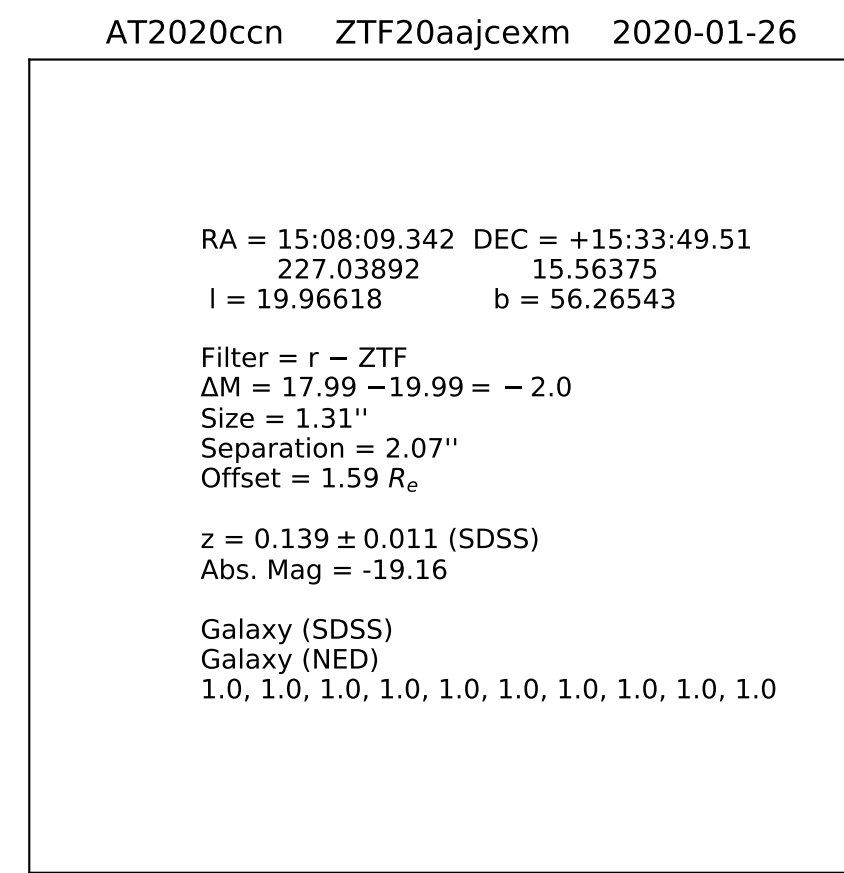 AT2020ccn ZTF20aajcexm 2020-01-26
RA = 15:08:09.342 DEC = +15:33:49.51
227.03892 15.56375
l = 19.96618 b = 56.26543
Filter = r − ZTF
ΔM = 17.99 −19.99 = − 2.0
Size = 1.31''
Separation = 2.07''
Offset = 1.59 Re
z = 0.139 ± 0.011 (SDSS)
Abs. Mag = -19.16
Galaxy (SDSS)
Galaxy (NED)
1.0, 1.0, 1.0, 1.0, 1.0, 1.0, 1.0, 1.0, 1.0, 1.0